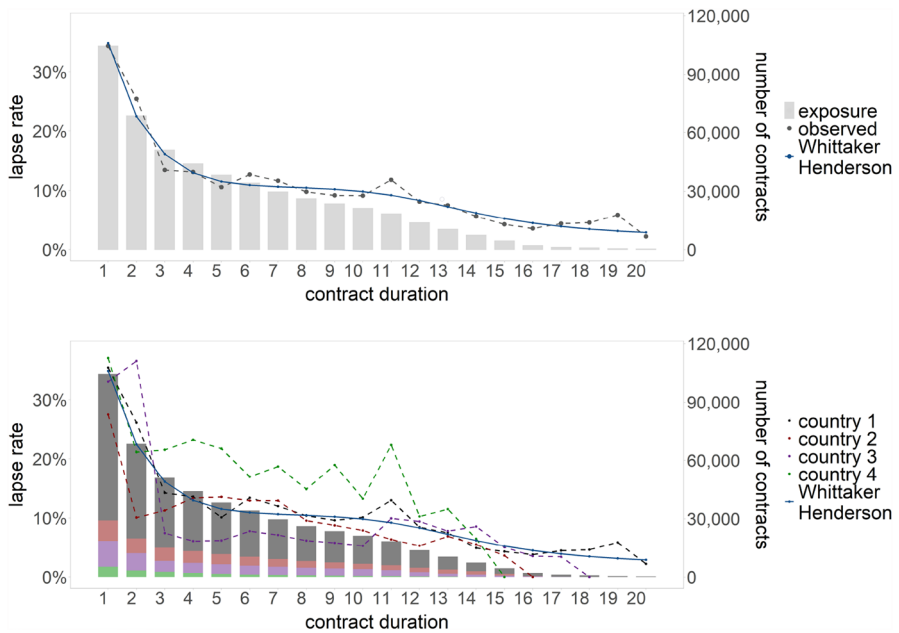 120,000
30%
90,000
20%
60,000
10%
30,000
0%
0
lapse rate
number of contracts
exposure
observed
Whittaker
Henderson
1 2 3 4 5 6 7 8 9 10 11 12 13 14 15 16 17 18 19 20
contract duration
120,000
30%
90,000
20%
60,000
10%
30,000
0%
0
lapse rate
number of contracts
country 1
country 2
country 3
country 4
Whittaker
Henderson
1 2 3 4 5 6 7 8 9 10 11 12 13 14 15 16 17 18 19 20
contract duration